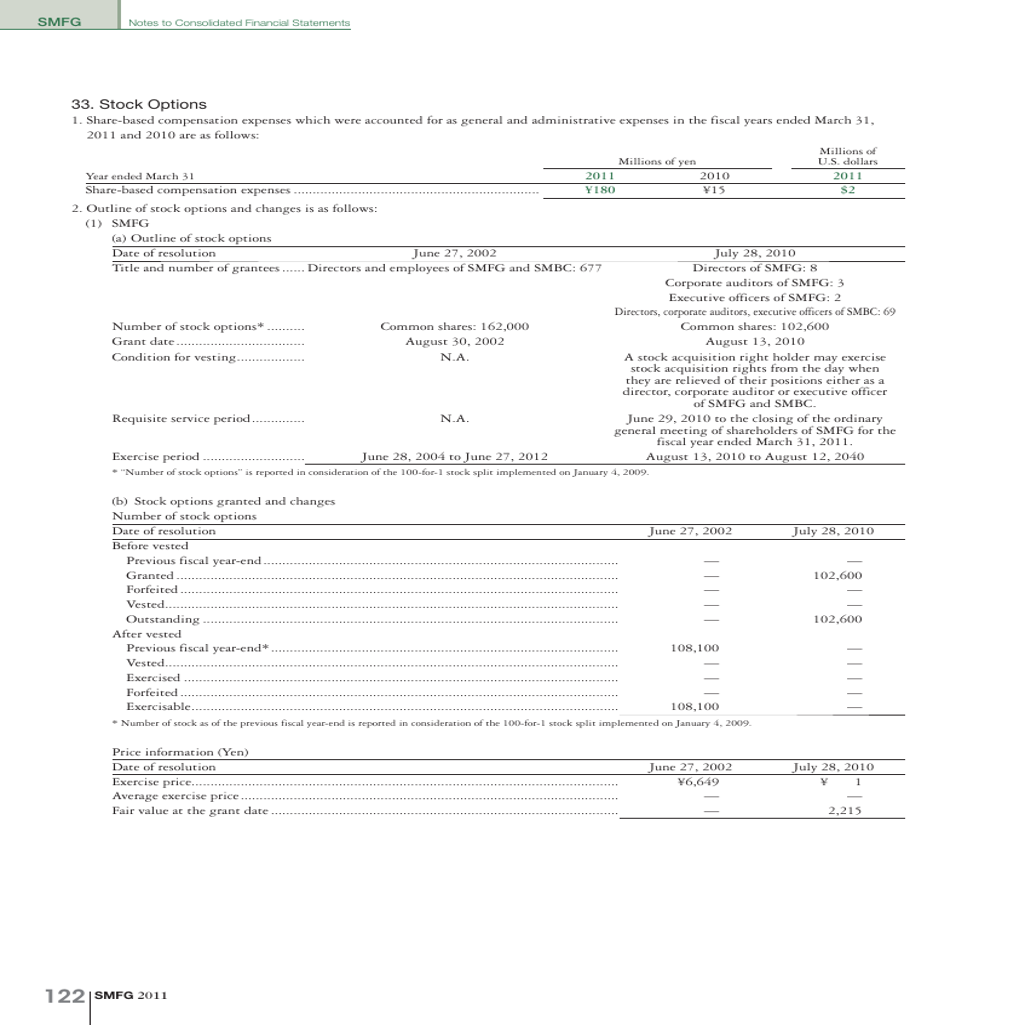 SMFG Notes to Consolidated Financial Statements
33. Stock Options
1. Share-based compensation expenses which were accounted for as general and administrative expenses in the fiscal years ended March 31,
2011 and 2010 are as follows:
Millions of yen Millions of U.S. dollars
Year ended March 31 2011 2010 2011
Share-based compensation expenses ................................................................. ¥180 ¥15 $2
2. Outline of stock options and changes is as follows:
(1) SMFG
(a) Outline of stock options
Date of resolution June 27, 2002 July 28, 2010
Title and number of grantees ...... Directors and employees of SMFG and SMBC: 677 Directors of SMFG: 8
Corporate auditors of SMFG: 3
Executive officers of SMFG: 2
Directors, corporate auditors, executive officers of SMBC: 69
Number of stock options* .......... Common shares: 162,000 Common shares: 102,600
Grant date .................................. August 30, 2002 August 13, 2010
Condition for vesting.................. N.A. A stock acquisition right holder may exercise
stock acquisition rights from the day when
they are relieved of their positions either as a
director, corporate auditor or executive officer
of SMFG and SMBC.
Requisite service period.............. N.A. June 29, 2010 to the closing of the ordinary
general meeting of shareholders of SMFG for the
fiscal year ended March 31, 2011.
Exercise period ........................... June 28, 2004 to June 27, 2012 August 13, 2010 to August 12, 2040
* “Number of stock options” is reported in consideration of the 100-for-1 stock split implemented on January 4, 2009.
(b) Stock options granted and changes
Number of stock options
Date of resolution June 27, 2002 July 28, 2010
Before vested
Previous fiscal year-end .............................................................................................. — —
Granted ..................................................................................................................... — 102,600
Forfeited .................................................................................................................... — —
Vested........................................................................................................................ — —
Outstanding .............................................................................................................. — 102,600
After vested
Previous fiscal year-end* ............................................................................................ 108,100 —
Vested........................................................................................................................ — —
Exercised ................................................................................................................... — —
Forfeited .................................................................................................................... — —
Exercisable................................................................................................................. 108,100 —
* Number of stock as of the previous fiscal year-end is reported in consideration of the 100-for-1 stock split implemented on January 4, 2009.
Price information (Yen)
Date of resolution June 27, 2002 July 28, 2010
Exercise price................................................................................................................. ¥6,649 ¥ 1
Average exercise price .................................................................................................... — —
Fair value at the grant date ............................................................................................ — 2,215
122 SMFG 2011